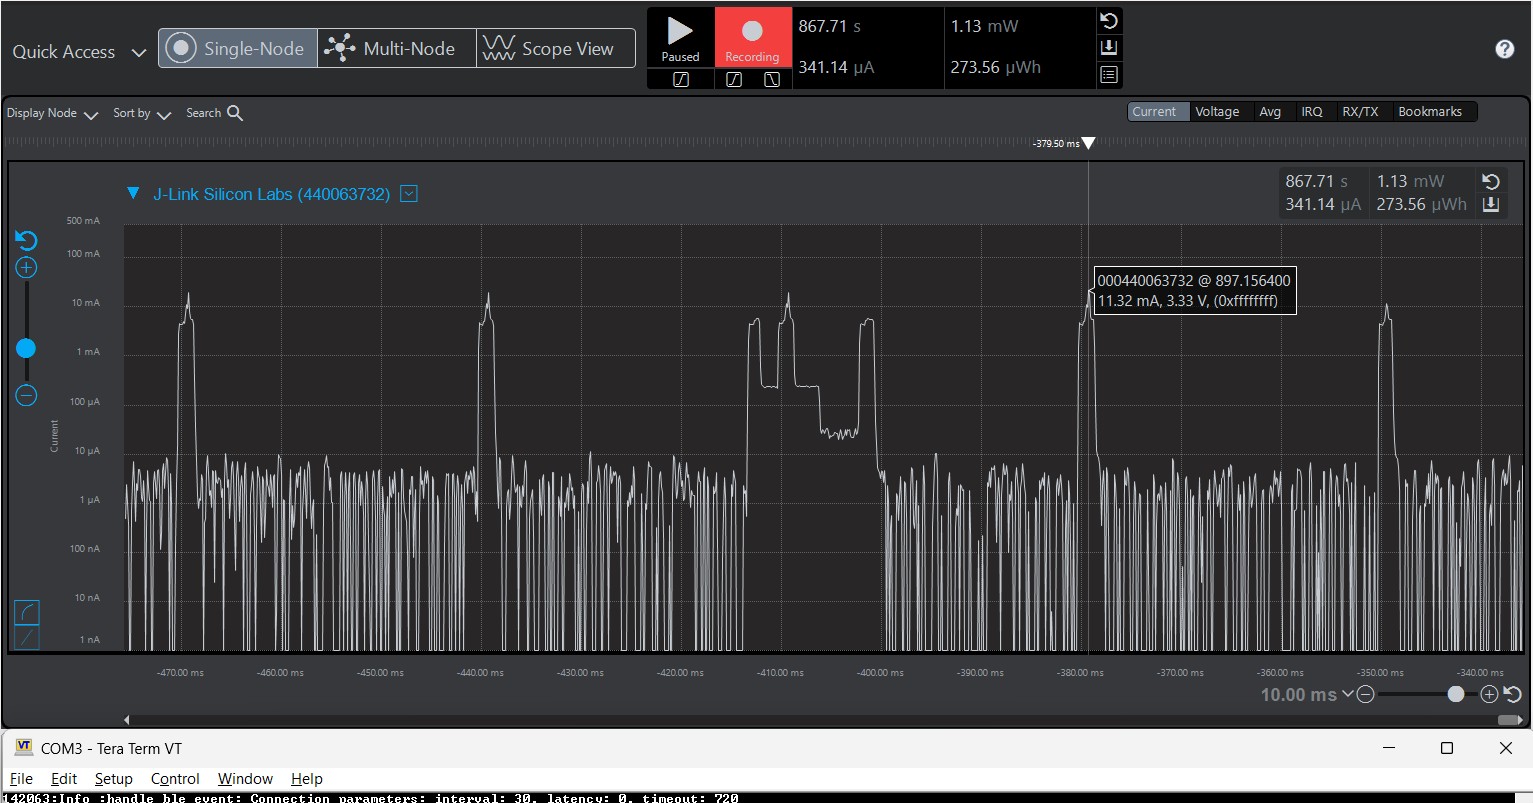 Quick Access Single-Node Multi-Node Scope View
Paused Recording
867.71 s 1.13 mW
341.14 µA 273.56 µWh
?
Display Node Sort by Search Current Voltage Avg IRQ RX/TX Bookmarks
-379.50 ms
J-Link Silicon Labs (440063732)
867.71 s 1.13 mW
341.14 µA 273.56 µWh
500 mA
100 mA
10 mA
1 mA
100 µA
10 µA
1 µA
100 nA
10 nA
1 nA
Current
000440063732 @ 897.156400
11.32 mA, 3.33 V, (0xffffffff)
-470.00 ms -460.00 ms -450.00 ms -440.00 ms -430.00 ms -420.00 ms -410.00 ms -400.00 ms -390.00 ms -380.00 ms -370.00 ms -360.00 ms -350.00 ms -340.00 ms
10.00 ms
VT COM3 - Tera Term VT
File Edit Setup Control Window Help
142063:Info :handle_ble_event: Connection parameters: interval: 30, latency: 0, timeout: 720